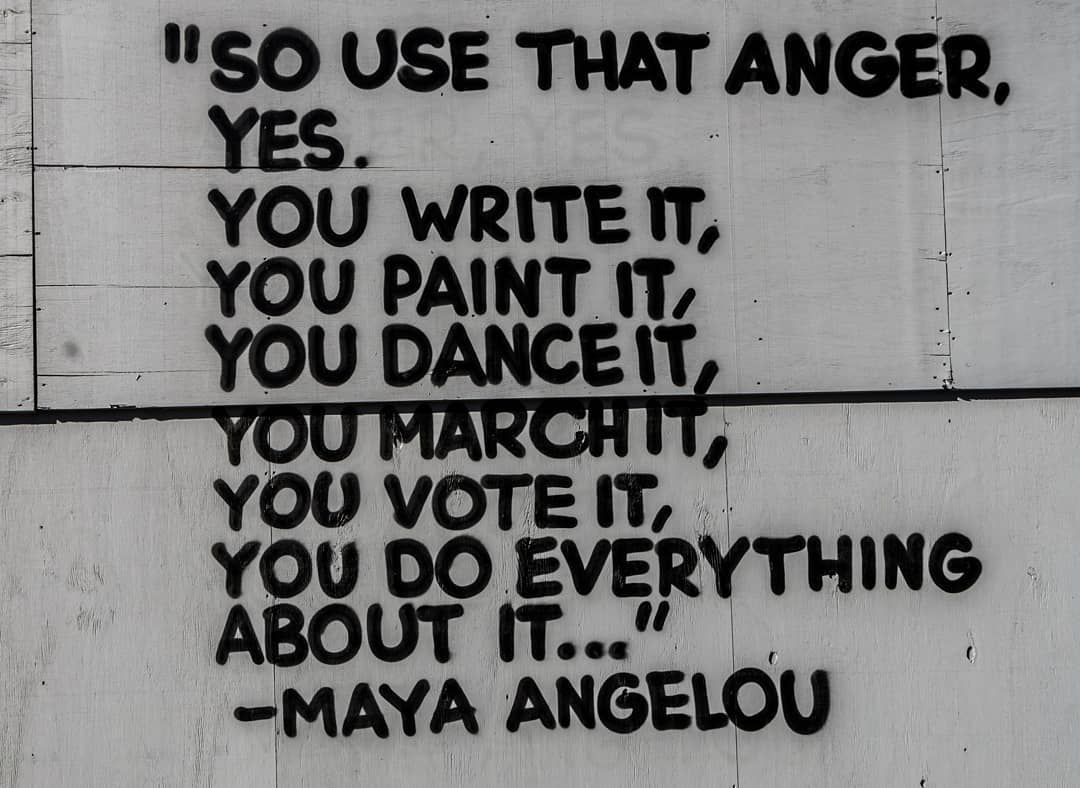 "SO USE THAT ANGER,
YES.
YOU WRITE IT,
YOU PAINT IT,
YOU DANCE IT,
YOU MARCH IT,
YOU VOTE IT,
YOU DO EVERYTHING
ABOUT IT..."
-MAYA ANGELOU